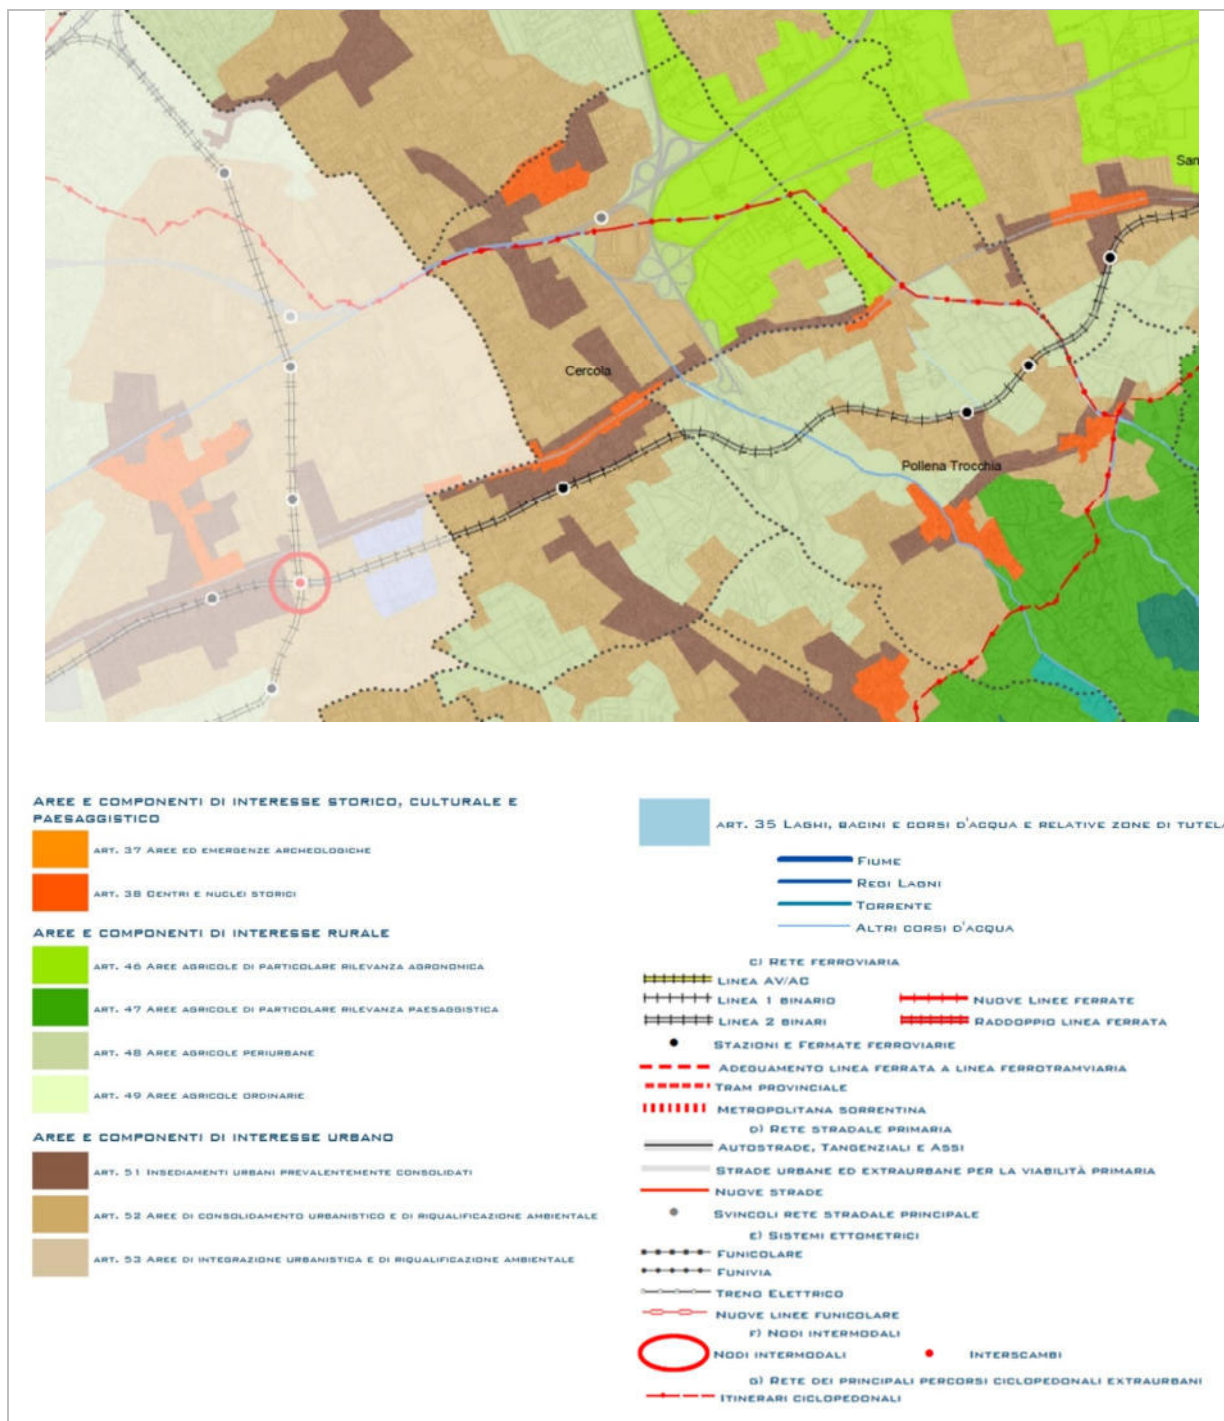 San
Cercola
Pollena Trocchia
AREE E COMPONENTI DI INTERESSE STORICO, CULTURALE E
PAESAGGISTICO
ART. 37 AREE ED EMERGENZE ARCHEOLOGICHE
ART. 38 CENTRI E NUCLEI STORICI
AREE E COMPONENTI DI INTERESSE RURALE
ART. 46 AREE AGRICOLE DI PARTICOLARE RILEVANZA AGRONOMICA
ART. 47 AREE AGRICOLE DI PARTICOLARE RILEVANZA PAESAGGISTICA
ART. 48 AREE AGRICOLE PERIURBANE
ART. 49 AREE AGRICOLE ORDINARIE
AREE E COMPONENTI DI INTERESSE URBANO
ART. 51 INSEDIAMENTI URBANI PREVALENTEMENTE CONSOLIDATI
ART. 52 AREE DI CONSOLIDAMENTO URBANISTICO E DI RIQUALIFICAZIONE AMBIENTALE
ART. 53 AREE DI INTEGRAZIONE URBANISTICA E DI RIQUALIFICAZIONE AMBIENTALE
ART. 35 LAGHI, BACINI E CORSI D'ACQUA E RELATIVE ZONE DI TUTELA
FIUME
REGI LAGNI
TORRENTE
ALTRI CORSI D'ACQUA
C) RETE FERROVIARIA
LINEA AV/AC
LINEA 1 BINARIO
NUOVE LINEE FERRATE
LINEA 2 BINARI
RADDOPPIO LINEA FERRATA
STAZIONI E FERMATE FERROVIARIE
ADEGUAMENTO LINEA FERRATA A LINEA FERROTRAMVIARIA
TRAM PROVINCIALE
METROPOLITANA SORRENTINA
D) RETE STRADALE PRIMARIA
AUTOSTRADE, TANGENZIALI E ASSI
STRADE URBANE ED EXTRAURBANE PER LA VIABILITÀ PRIMARIA
NUOVE STRADE
SVINCOLI RETE STRADALE PRINCIPALE
E) SISTEMI ETTOMETRICI
FUNICOLARE
FUNIVIA
TRENO ELETTRICO
NUOVE LINEE FUNICOLARE
F) NODI INTERMODALI
NODI INTERMODALI
INTERSCAMBI
G) RETE DEI PRINCIPALI PERCORSI CICLOPEDONALI EXTRAURBANI
ITINERARI CICLOPEDONALI